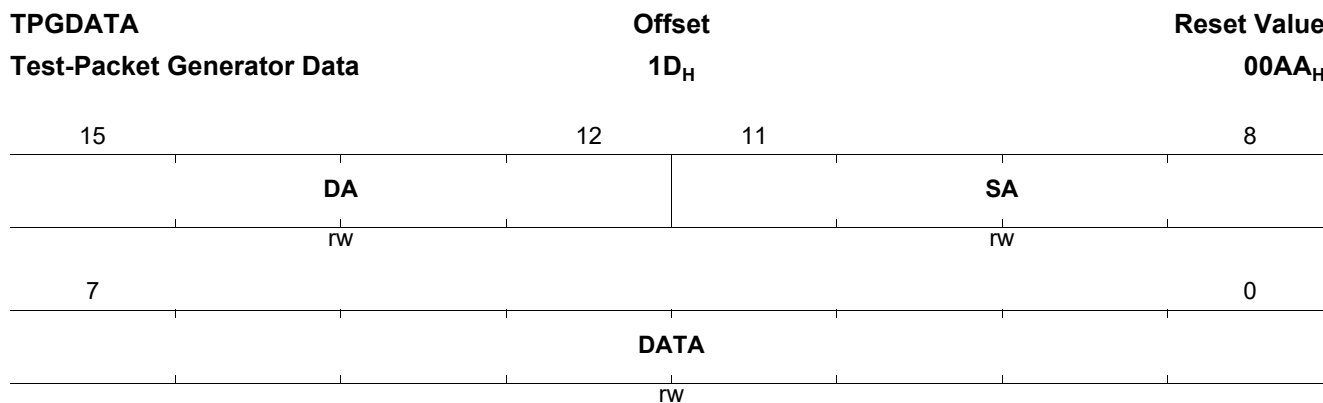 TPGDATA Offset Reset Value
Test-Packet Generator Data 1DH 00AAH
15 12 11 8
DA SA
rw rw
7 0
DATA
rw